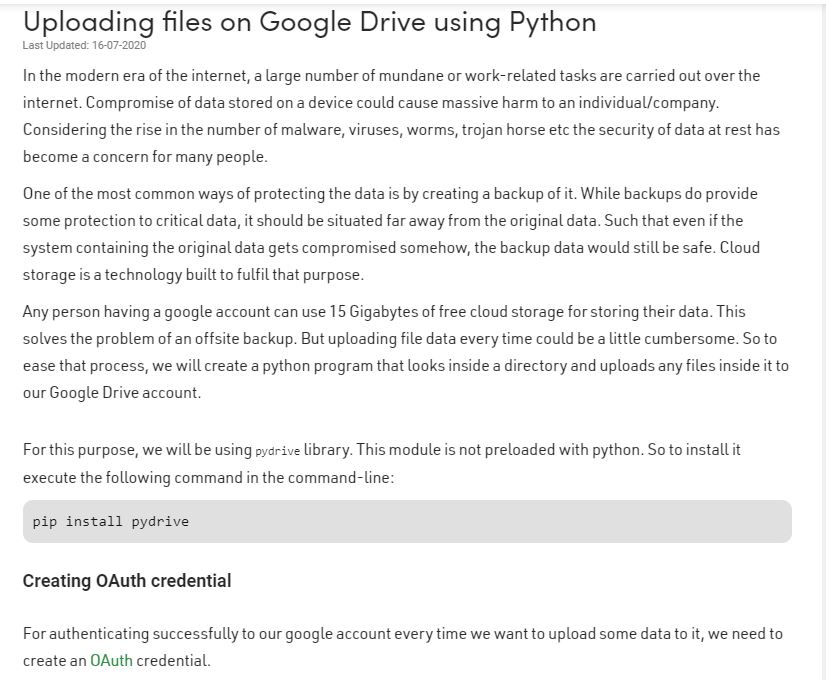 Uploading files on Google Drive using Python
Last Updated: 16-07-2020
In the modern era of the internet, a large number of mundane or work-related tasks are carried out over the
internet. Compromise of data stored on a device could cause massive harm to an individual/company.
Considering the rise in the number of malware, viruses, worms, trojan horse etc the security of data at rest has
become a concern for many people.
One of the most common ways of protecting the data is by creating a backup of it. While backups do provide
some protection to critical data, it should be situated far away from the original data. Such that even if the
system containing the original data gets compromised somehow, the backup data would still be safe. Cloud
storage is a technology built to fulfil that purpose.
Any person having a google account can use 15 Gigabytes of free cloud storage for storing their data. This
solves the problem of an offsite backup. But uploading file data every time could be a little cumbersome. So to
ease that process, we will create a python program that looks inside a directory and uploads any files inside it to
our Google Drive account.
For this purpose, we will be using pydrive library. This module is not preloaded with python. So to install it
execute the following command in the command-line:
pip install pydrive
Creating OAuth credential
For authenticating successfully to our google account every time we want to upload some data to it, we need to
create an OAuth credential.